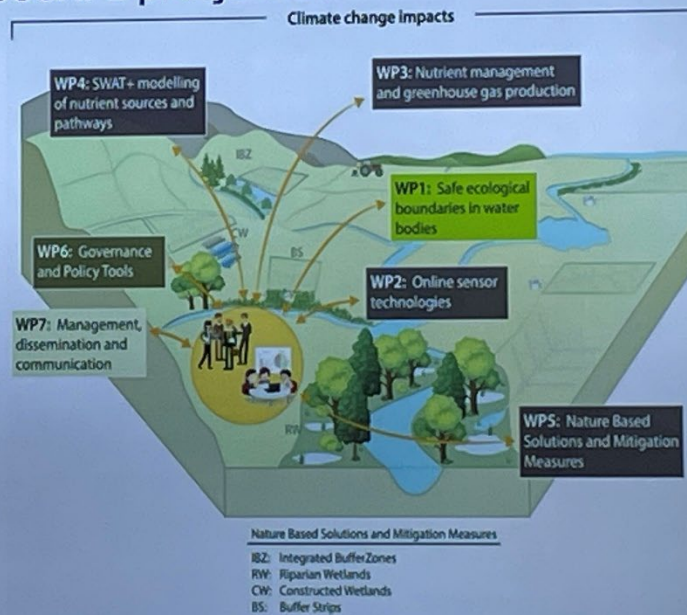 Climate change impacts
WP4: SWAT+ modelling
of nutrient sources and
pathways
WP3: Nutrient management
and greenhouse gas production
IBZ
WP1: Safe ecological
boundaries in water
bodies
CW
BS
WP6: Governance
and Policy Tools
WP2: Online sensor
technologies
WP7: Management,
dissemination and
communication
RW
WP5: Nature Based
Solutions and Mitigation
Measures
Nature Based Solutions and Mitigation Measures
IBZ: Integrated Buffer Zones
RW: Riparian Wetlands
CW: Constructed Wetlands
BS: Buffer Strips